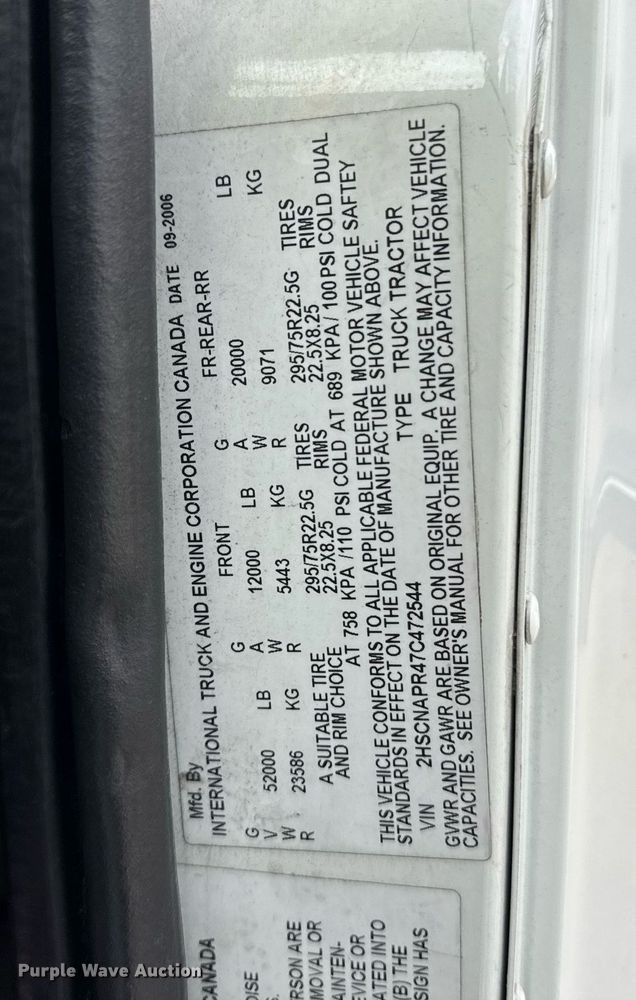 Mfd. By
INTERNATIONAL TRUCK AND ENGINE CORPORATION CANADA DATE 09-2006
FRONT FR-REAR-RR
G 52000 LB G 12000 LB G 20000 LB
V A A
W 23586 KG W 5443 KG W 9071 KG
R R R
A SUITABLE TIRE 295/75R22.5G TIRES 295/75R22.5G TIRES
AND RIM CHOICE 22.5X8.25 RIMS 22.5X8.25 RIMS
AT 758 KPA /110 PSI COLD AT 689 KPA/ 100PSI COLD DUAL
THIS VEHICLE CONFORMS TO ALL APPLICABLE FEDERAL MOTOR VEHICLE SAFTEY
STANDARDS IN EFFECT ON THE DATE OF MANUFACTURE SHOWN ABOVE.
VIN 2HSCNAPR47C472544 TYPE TRUCK TRACTOR
GVWR AND GAWR ARE BASED ON ORIGINAL EQUIP. A CHANGE MAY AFFECT VEHICLE
CAPACITIES. SEE OWNER'S MANUAL FOR OTHER TIRE AND CAPACITY INFORMATION.
CANADA
OISE
ERSON ARE
EMOVAL OR
AINTEN-
EVICE OR
ATED INTO
(B) THE
SIGN HAS
Purple Wave Auction